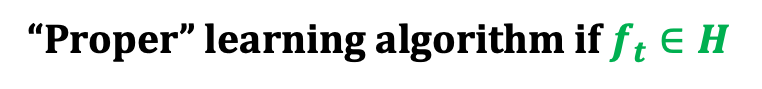 “Proper” learning algorithm if fₜ ∈ H